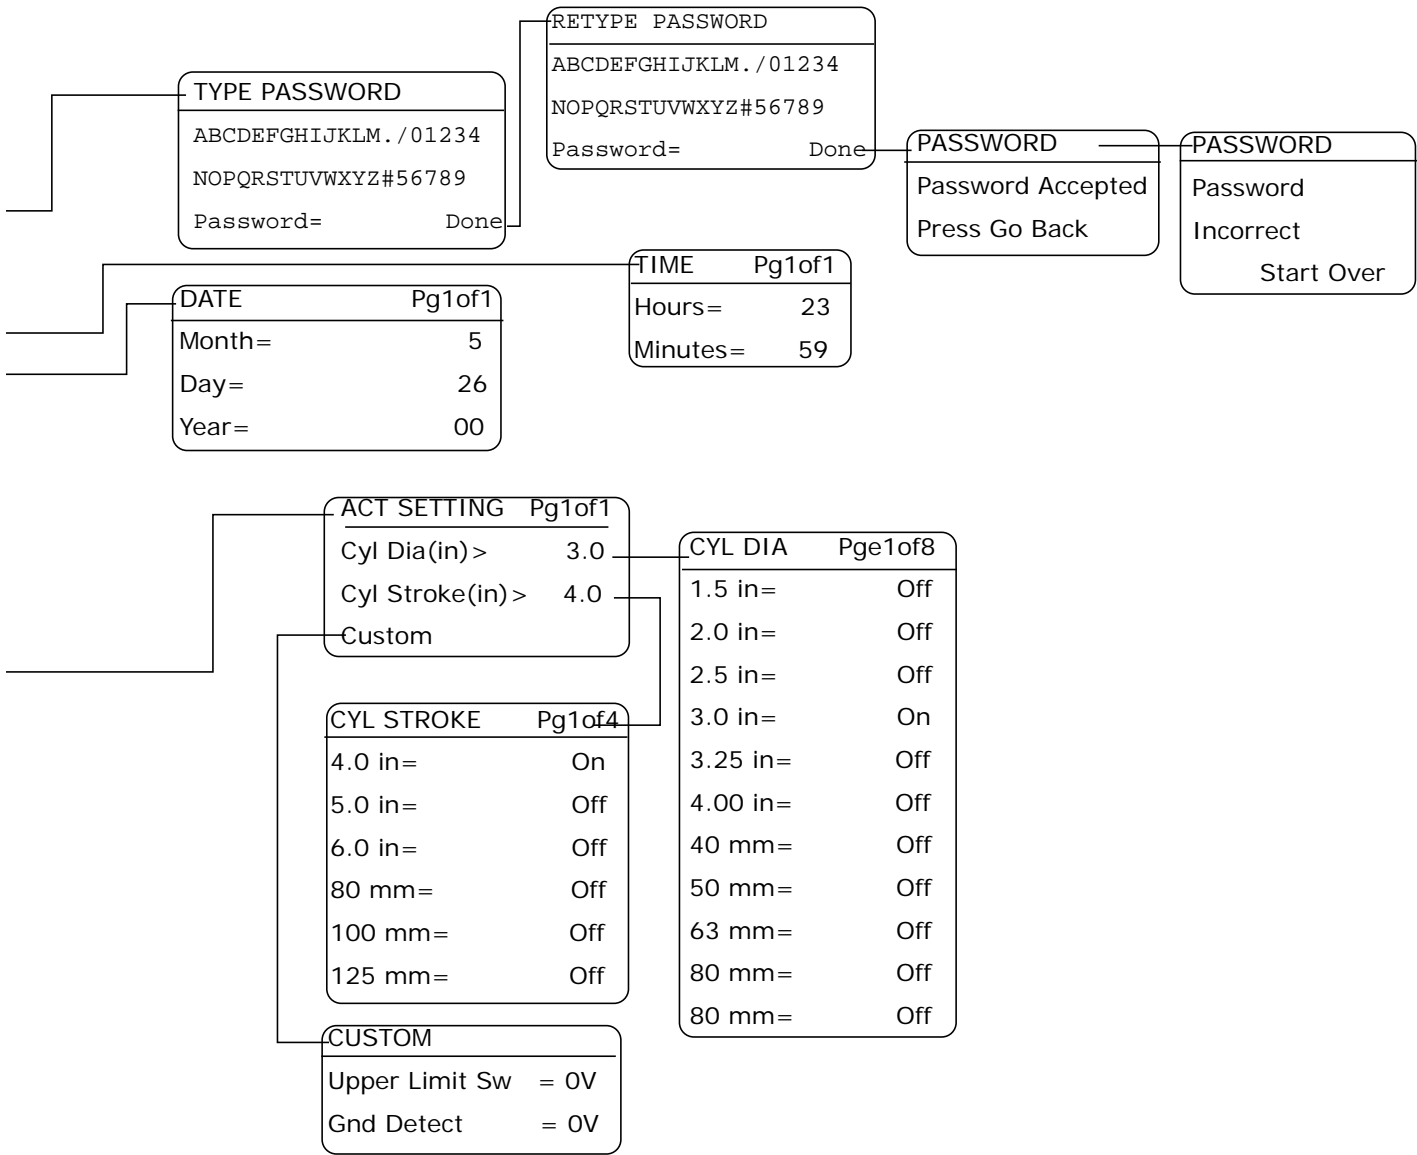 RETYPE PASSWORD
ABCDEFGHIJKLM./01234
NOPQRSTUVWXYZ#56789
Password= Done
TYPE PASSWORD
ABCDEFGHIJKLM./01234
NOPQRSTUVWXYZ#56789
Password= Done
PASSWORD
Password Accepted
Press Go Back
PASSWORD
Password
Incorrect
Start Over
TIME Pg1of1
Hours= 23
Minutes= 59
DATE Pg1of1
Month= 5
Day= 26
Year= 00
ACT SETTING Pg1of1
Cyl Dia(in)> 3.0
Cyl Stroke(in)> 4.0
Custom
CYL DIA Pge1of8
1.5 in= Off
2.0 in= Off
2.5 in= Off
3.0 in= On
3.25 in= Off
4.00 in= Off
40 mm= Off
50 mm= Off
63 mm= Off
80 mm= Off
80 mm= Off
CYL STROKE Pg1of4
4.0 in= On
5.0 in= Off
6.0 in= Off
80 mm= Off
100 mm= Off
125 mm= Off
CUSTOM
Upper Limit Sw = 0V
Gnd Detect = 0V